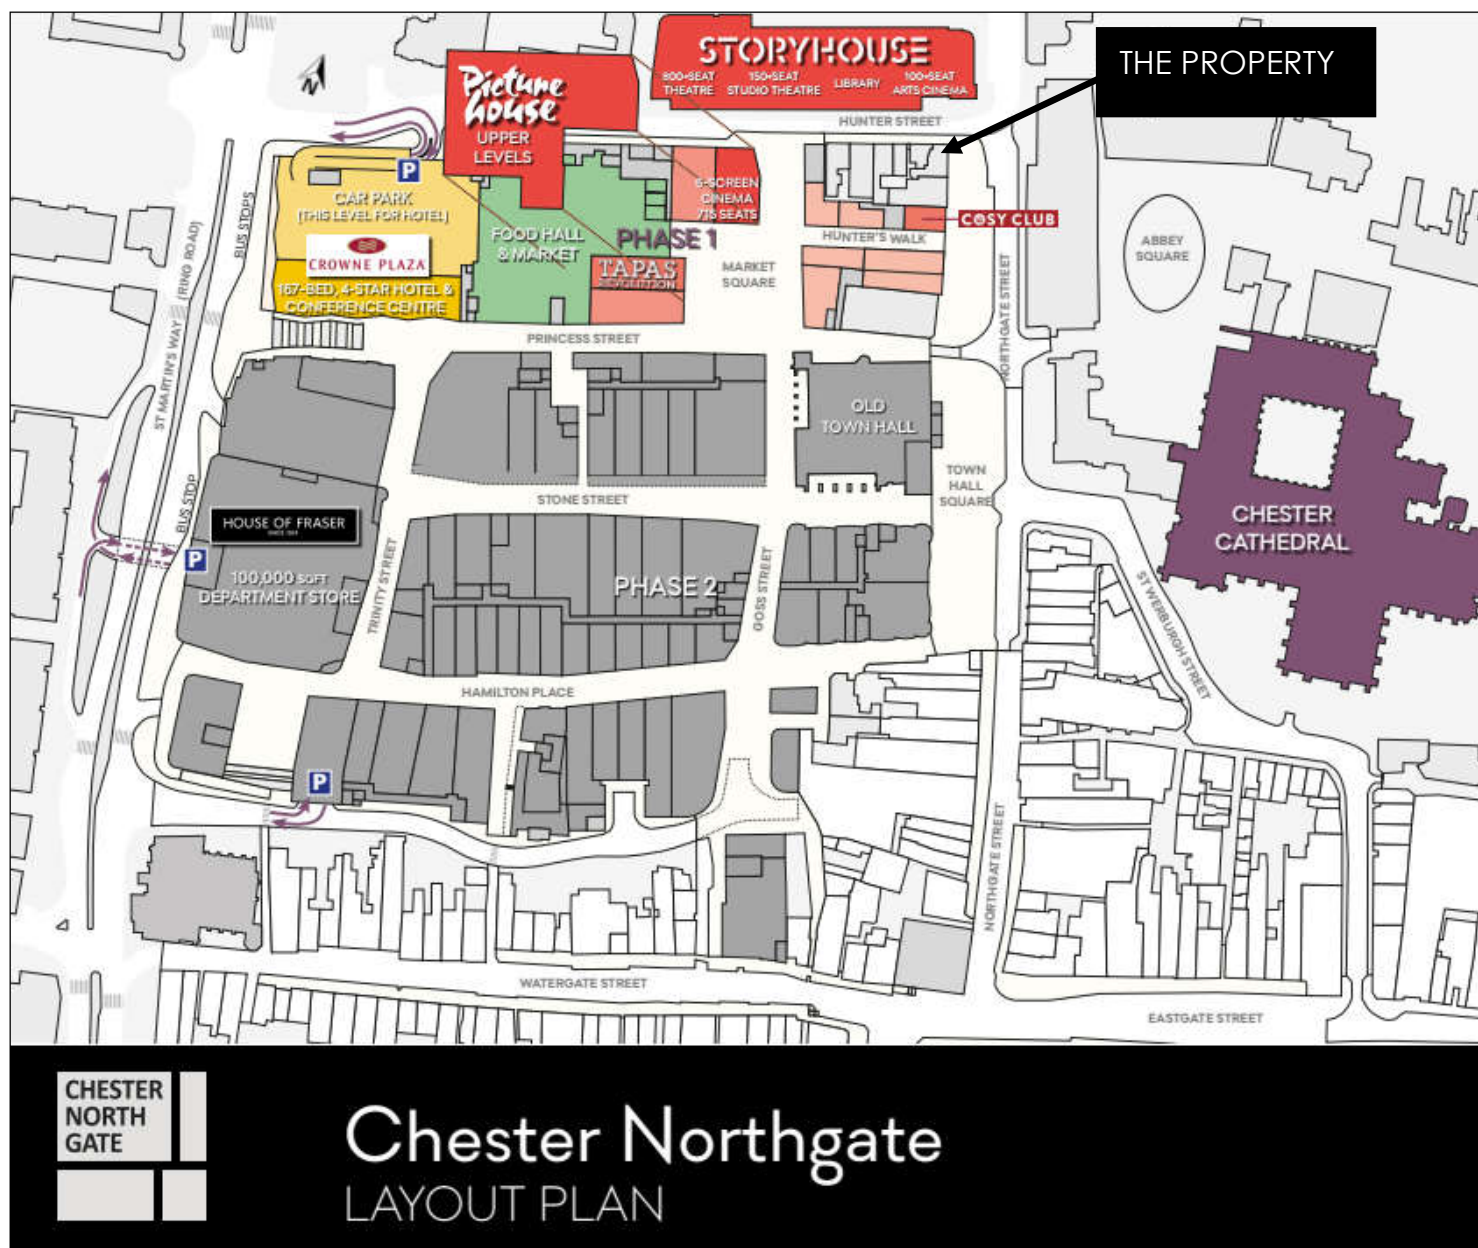 STORYHOUSE
800-SEAT
THEATRE
150-SEAT
STUDIO THEATRE
LIBRARY
100-SEAT
ARTS CINEMA
THE PROPERTY
N
Picture
house
UPPER
LEVELS
HUNTER STREET
P
CAR PARK
(THIS LEVEL FOR HOTEL)
CROWNE PLAZA
167-BED, 4-STAR HOTEL &
CONFERENCE CENTRE
BUS STOPS
ST MARTIN'S WAY (RING ROAD)
FOOD HALL
& MARKET
6-SCREEN
CINEMA
715 SEATS
PHASE 1
TAPAS
REVOLUTION
MARKET
SQUARE
COSY CLUB
HUNTER'S WALK
NORTHGATE STREET
ABBEY
SQUARE
PRINCESS STREET
OLD
TOWN HALL
TOWN
HALL
SQUARE
STONE STREET
BUS STOP
HOUSE OF FRASER
P
100,000 SQFT
DEPARTMENT STORE
TRINITY STREET
PHASE 2
GOSS STREET
CHESTER
CATHEDRAL
ST WERBURGH STREET
HAMILTON PLACE
P
NORTHGATE STREET
WATERGATE STREET
EASTGATE STREET
CHESTER
NORTH
GATE
Chester Northgate
LAYOUT PLAN